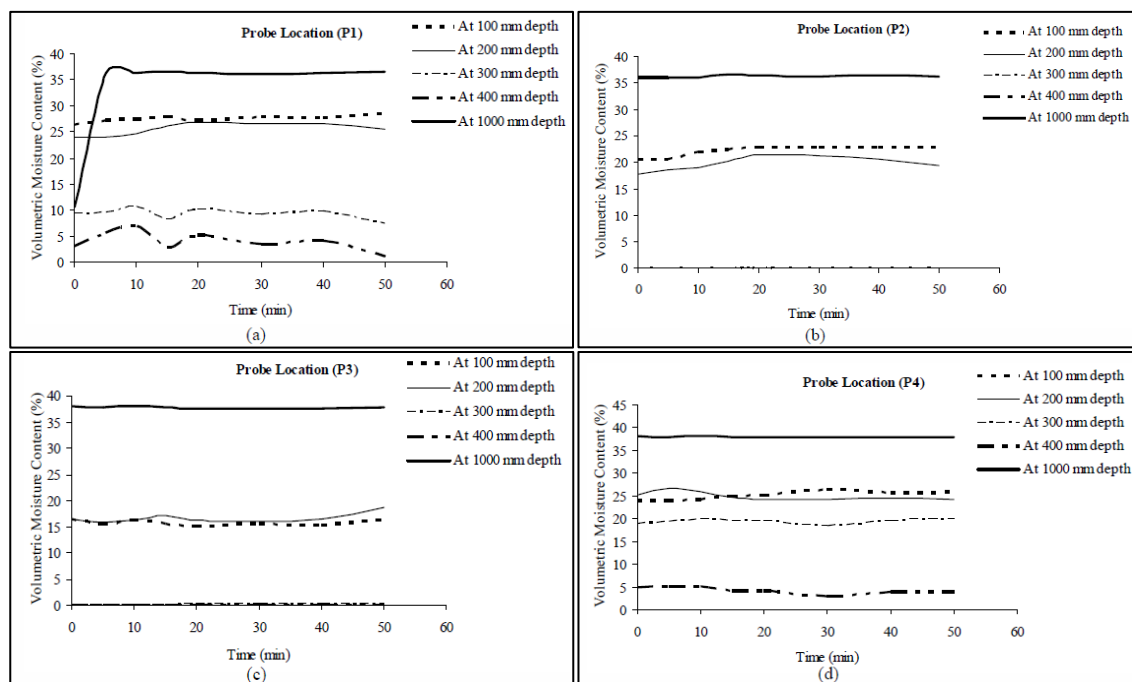 Probe Location (P1)
At 100 mm depth
At 200 mm depth
At 300 mm depth
At 400 mm depth
At 1000 mm depth
Volumetric Moisture Content (%)
40
35
30
25
20
15
10
5
0
0 10 20 30 40 50 60
Time (min)
(a)
Probe Location (P2)
At 100 mm depth
At 200 mm depth
At 300 mm depth
At 400 mm depth
At 1000 mm depth
Volumetric Moisture Content (%)
40
35
30
25
20
15
10
5
0
0 10 20 30 40 50 60
Time (min)
(b)
Probe Location (P3)
At 100 mm depth
At 200 mm depth
At 300 mm depth
At 400 mm depth
At 1000 mm depth
Volumetric Moisture Content (%)
40
35
30
25
20
15
10
5
0
0 10 20 30 40 50 60
Time (min)
(c)
Probe Location (P4)
At 100 mm depth
At 200 mm depth
At 300 mm depth
At 400 mm depth
At 1000 mm depth
Volumetric Moisture Content (%)
45
40
35
30
25
20
15
10
5
0
0 10 20 30 40 50 60
Time (min)
(d)